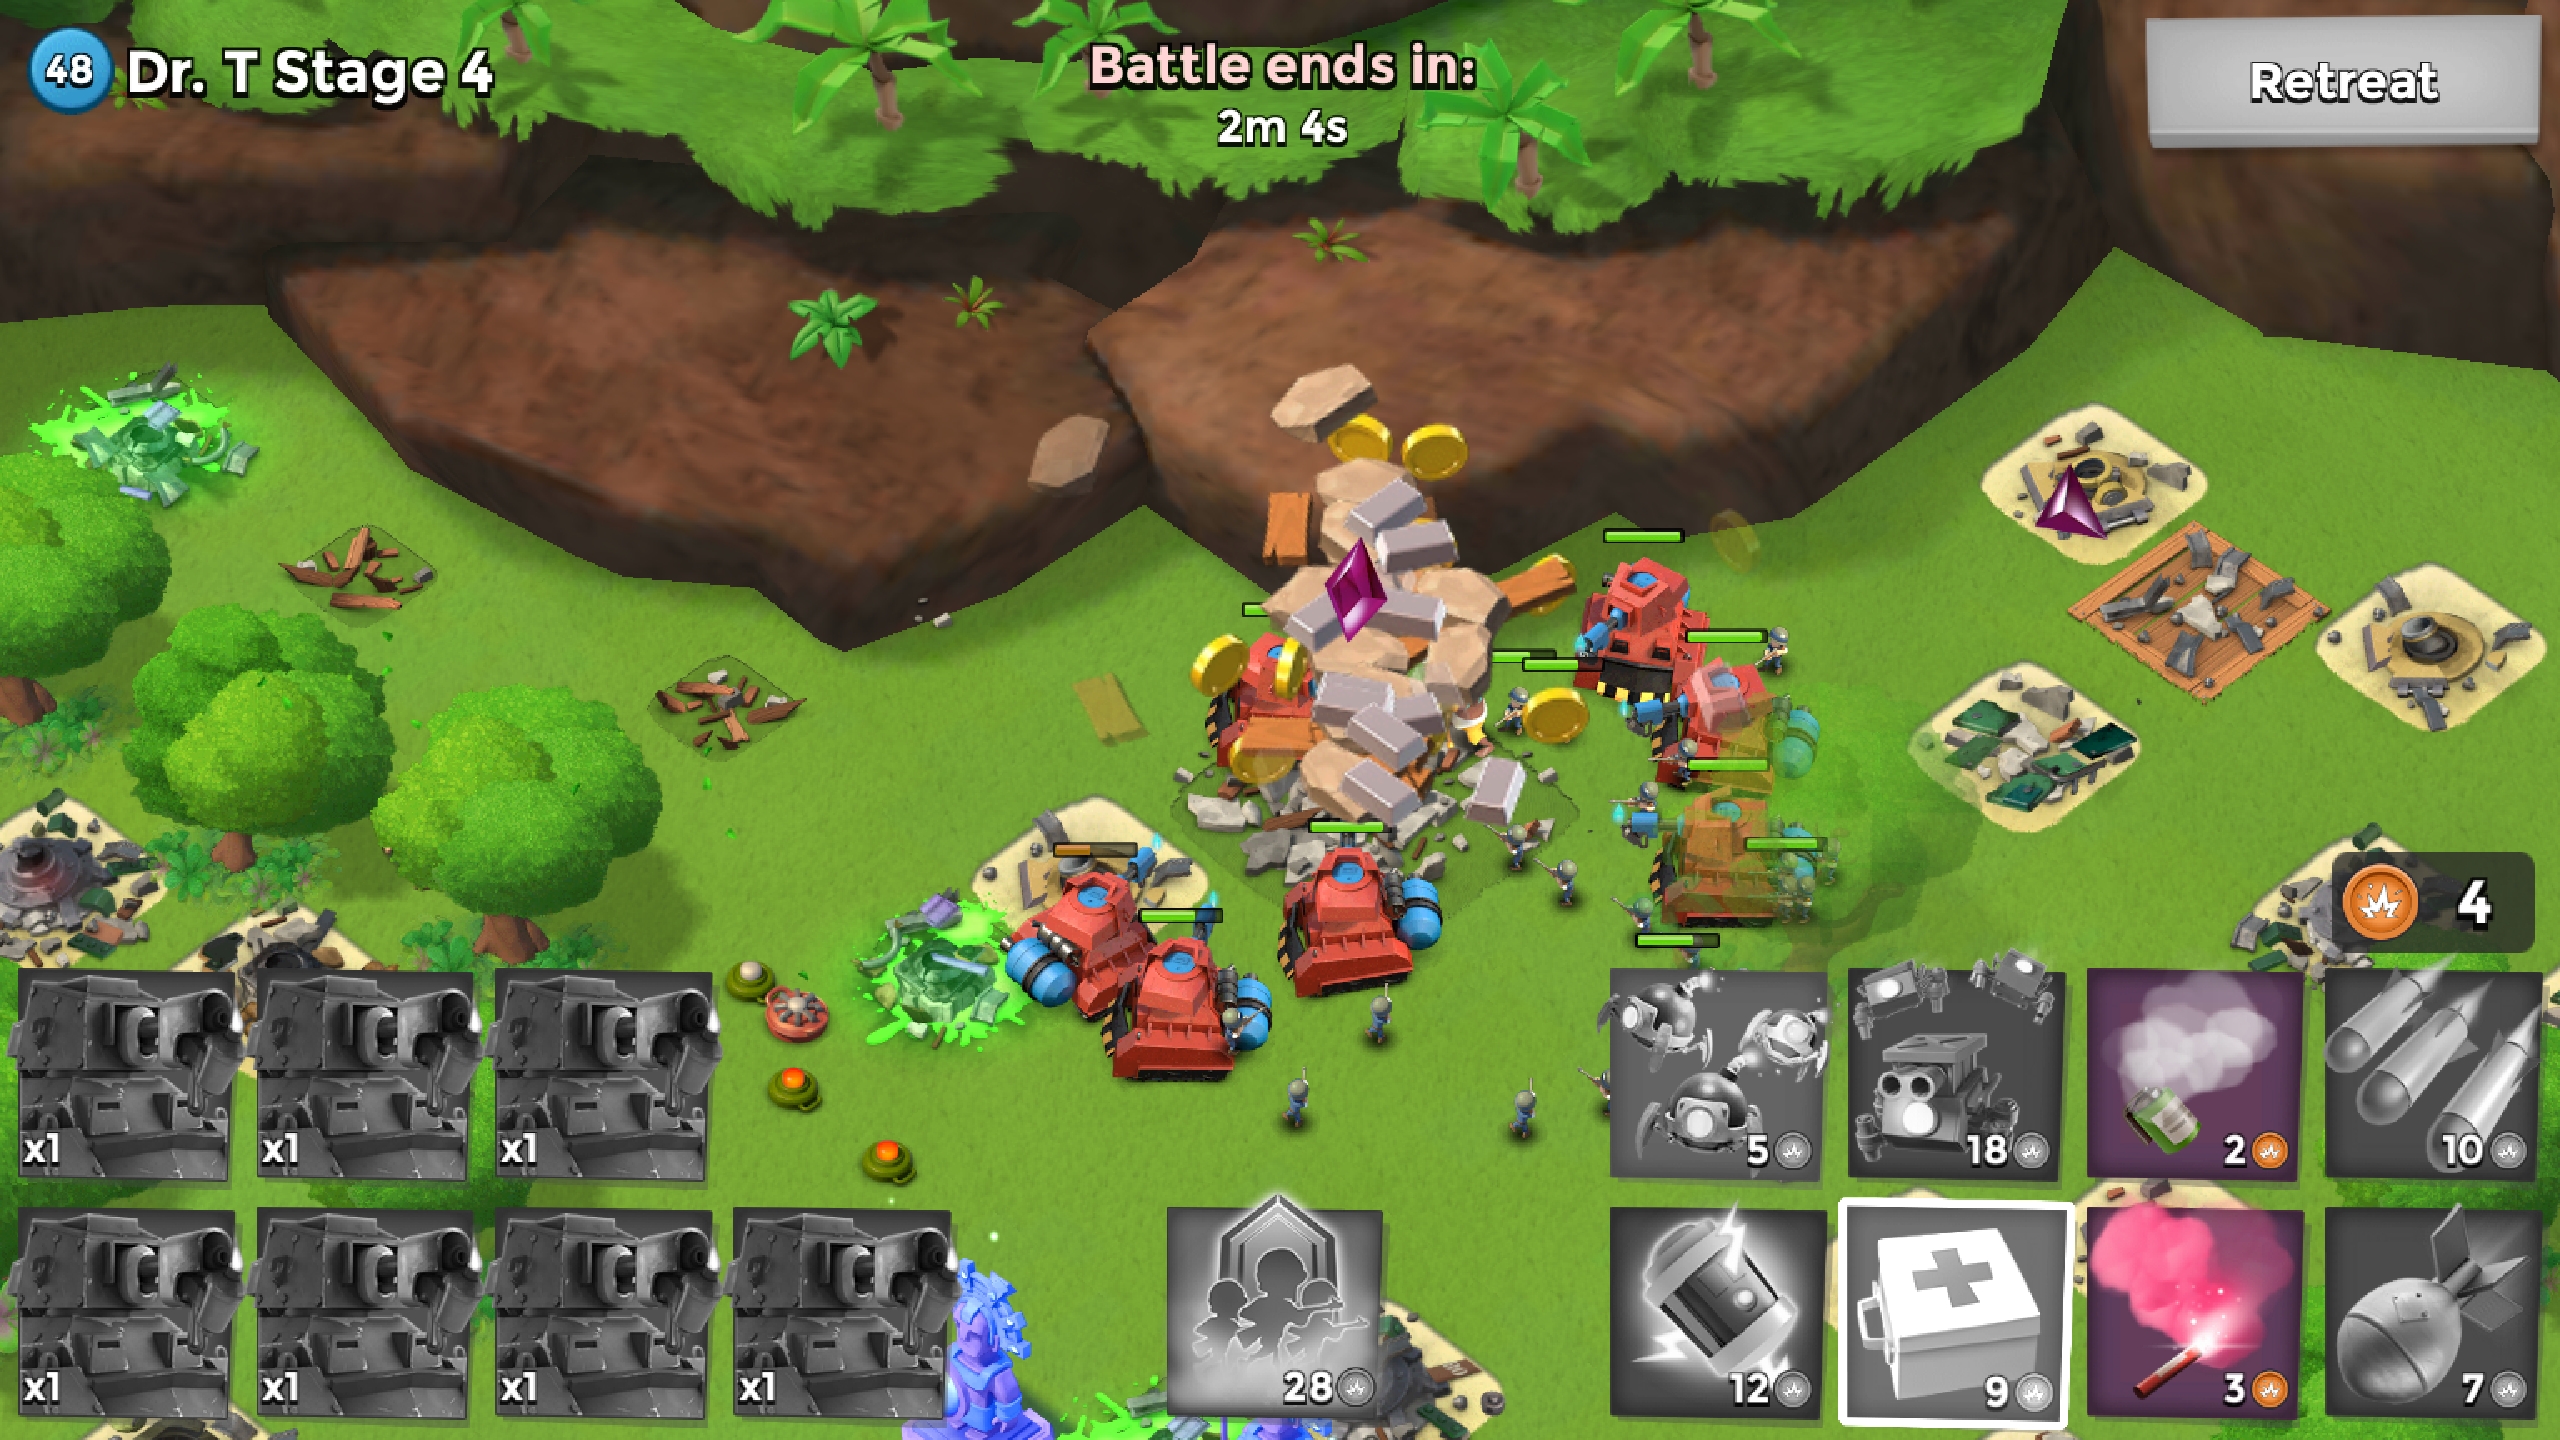 48 Dr. T Stage 4
Battle ends in:
2m 4s
Retreat
4
x1 x1 x1
5 18 2 10
x1 x1 x1 x1
28
12 9 3 7